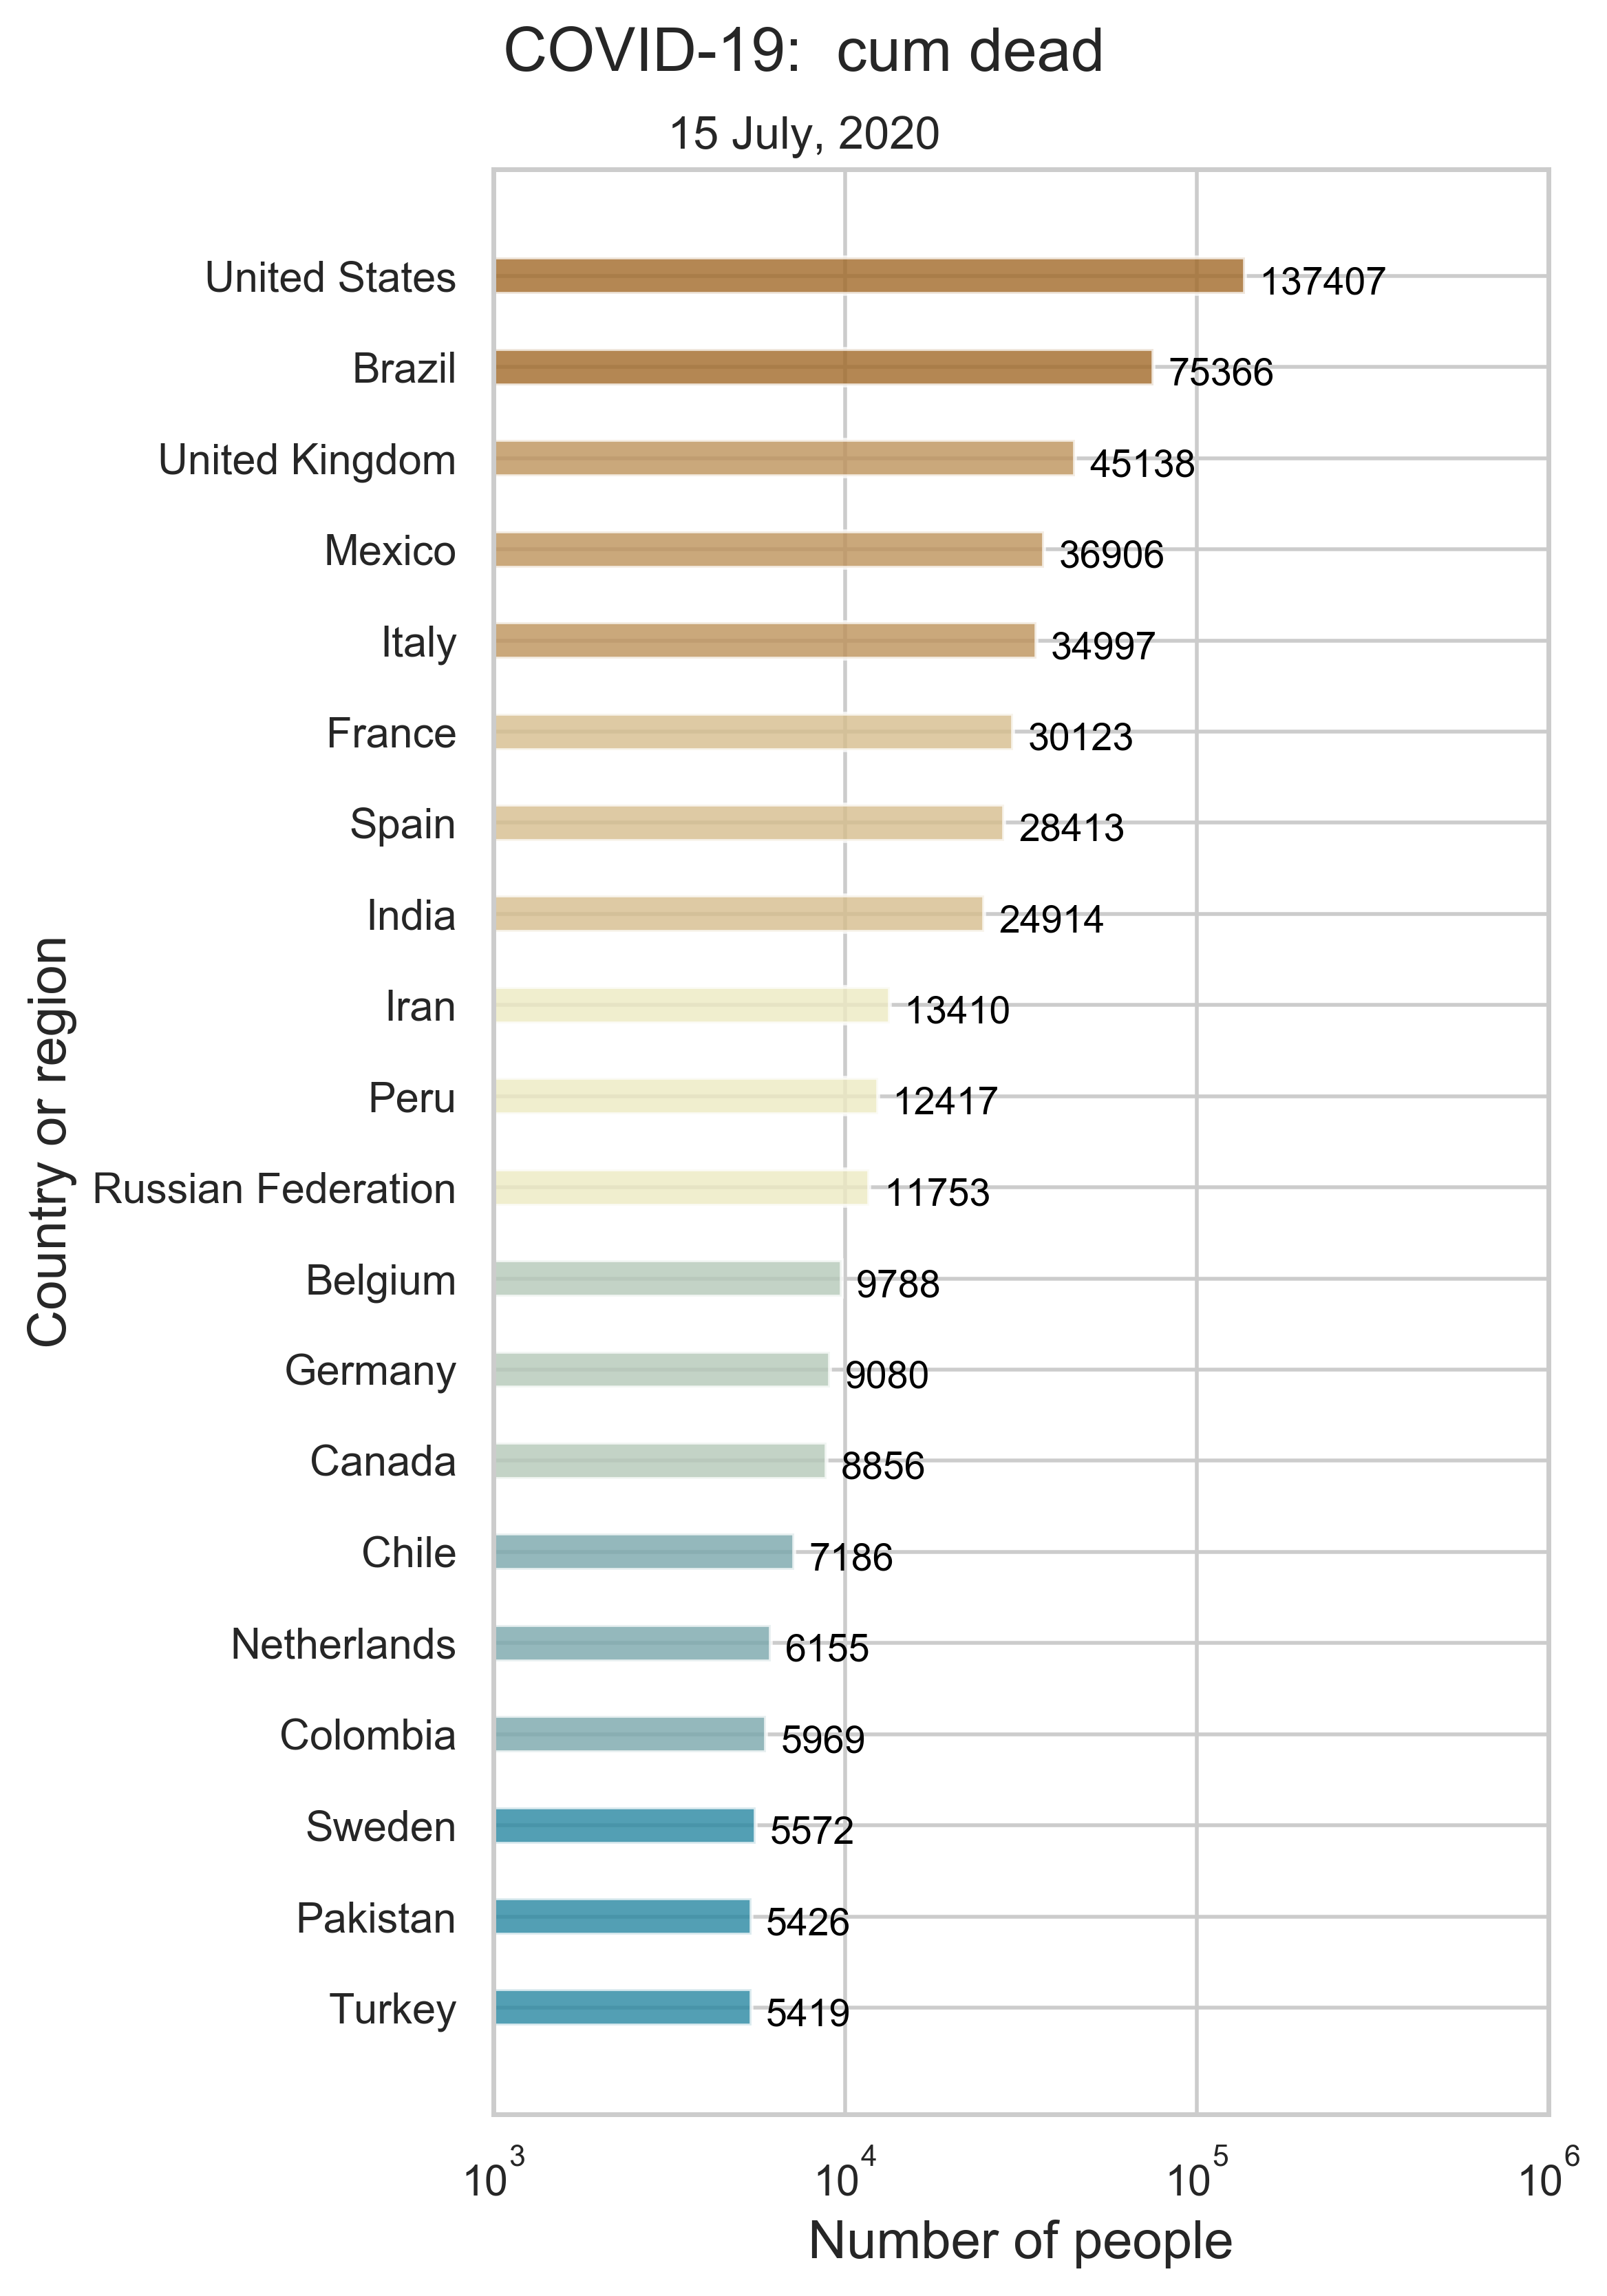 COVID-19:  cum dead
15 July, 2020
United States 137407
Brazil 75366
United Kingdom 45138
Mexico 36906
Italy 34997
France 30123
Spain 28413
India 24914
Iran 13410
Peru 12417
Russian Federation 11753
Belgium 9788
Germany 9080
Canada 8856
Chile 7186
Netherlands 6155
Colombia 5969
Sweden 5572
Pakistan 5426
Turkey 5419
Country or region
10³ 10⁴ 10⁵ 10⁶
Number of people